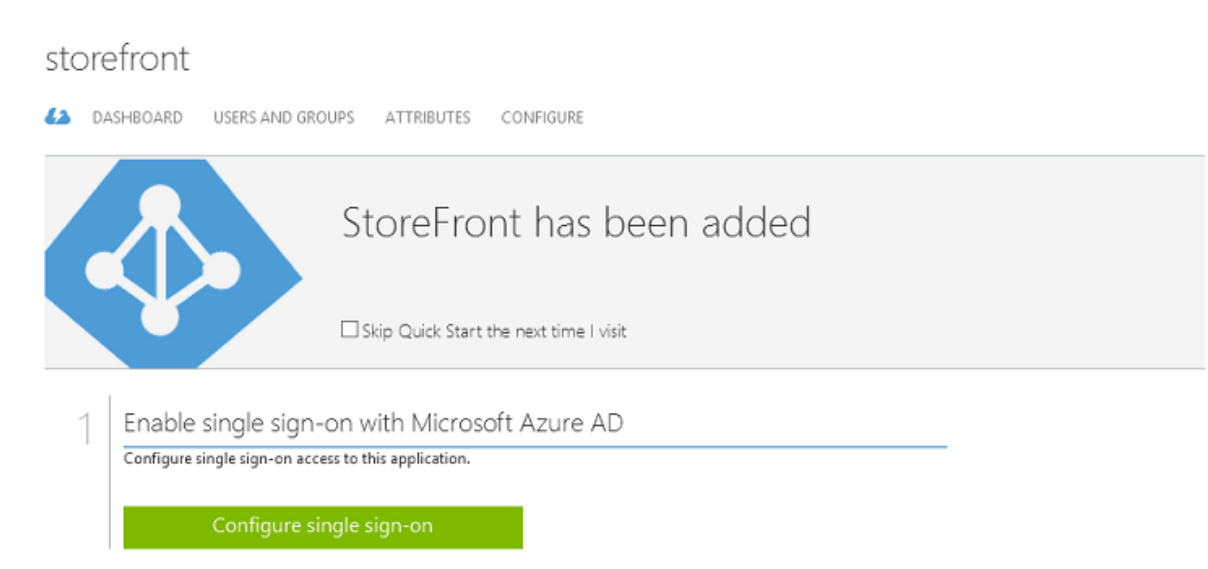 storefront
DASHBOARD USERS AND GROUPS ATTRIBUTES CONFIGURE
StoreFront has been added
Skip Quick Start the next time I visit
1 Enable single sign-on with Microsoft Azure AD
Configure single sign-on access to this application.
Configure single sign-on